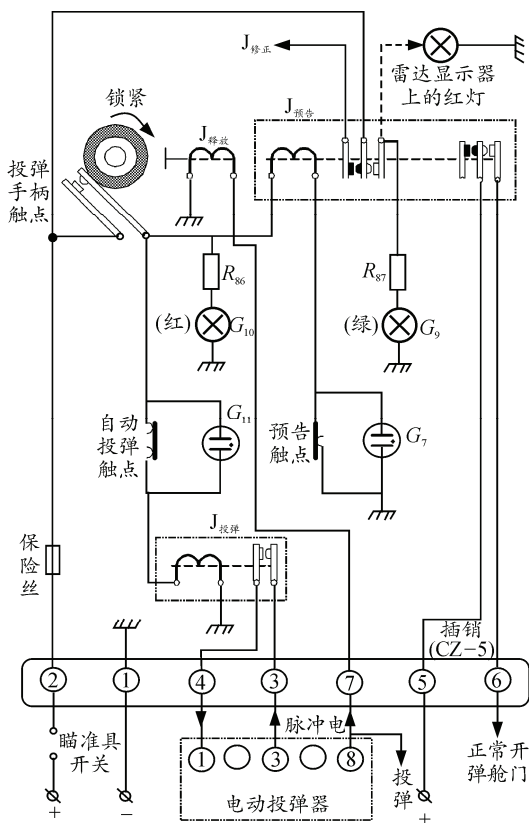 J修正
雷达显示器
上的红灯
锁紧
J释放
J预告
投弹
手柄
触点
R86
R87
(红)
G10
(绿)
G9
自动
投弹
触点
G11
预告
触点
G7
J投弹
保
险
丝
插销
(CZ-5)
② ① ④ ③ ⑦ ⑤ ⑥
瞄准具
开关
脉冲电
正常开
弹舱门
① ③ ⑧
投
弹
电动投弹器
+ − +